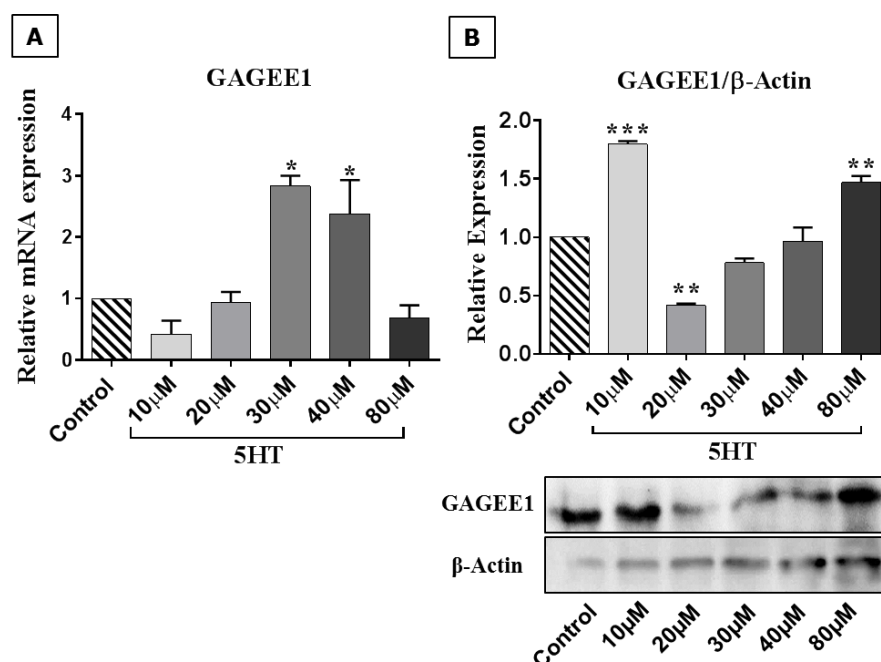 A
GAGEE1
Relative mRNA expression
4
3
2
1
0
*
*
Control
10μM
20μM
30μM
40μM
80μM
5HT
B
GAGEE1/β-Actin
Relative Expression
2.0
1.5
1.0
0.5
0.0
***
**
**
Control
10μM
20μM
30μM
40μM
80μM
5HT
GAGEE1
β-Actin
Control
10μM
20μM
30μM
40μM
80μM